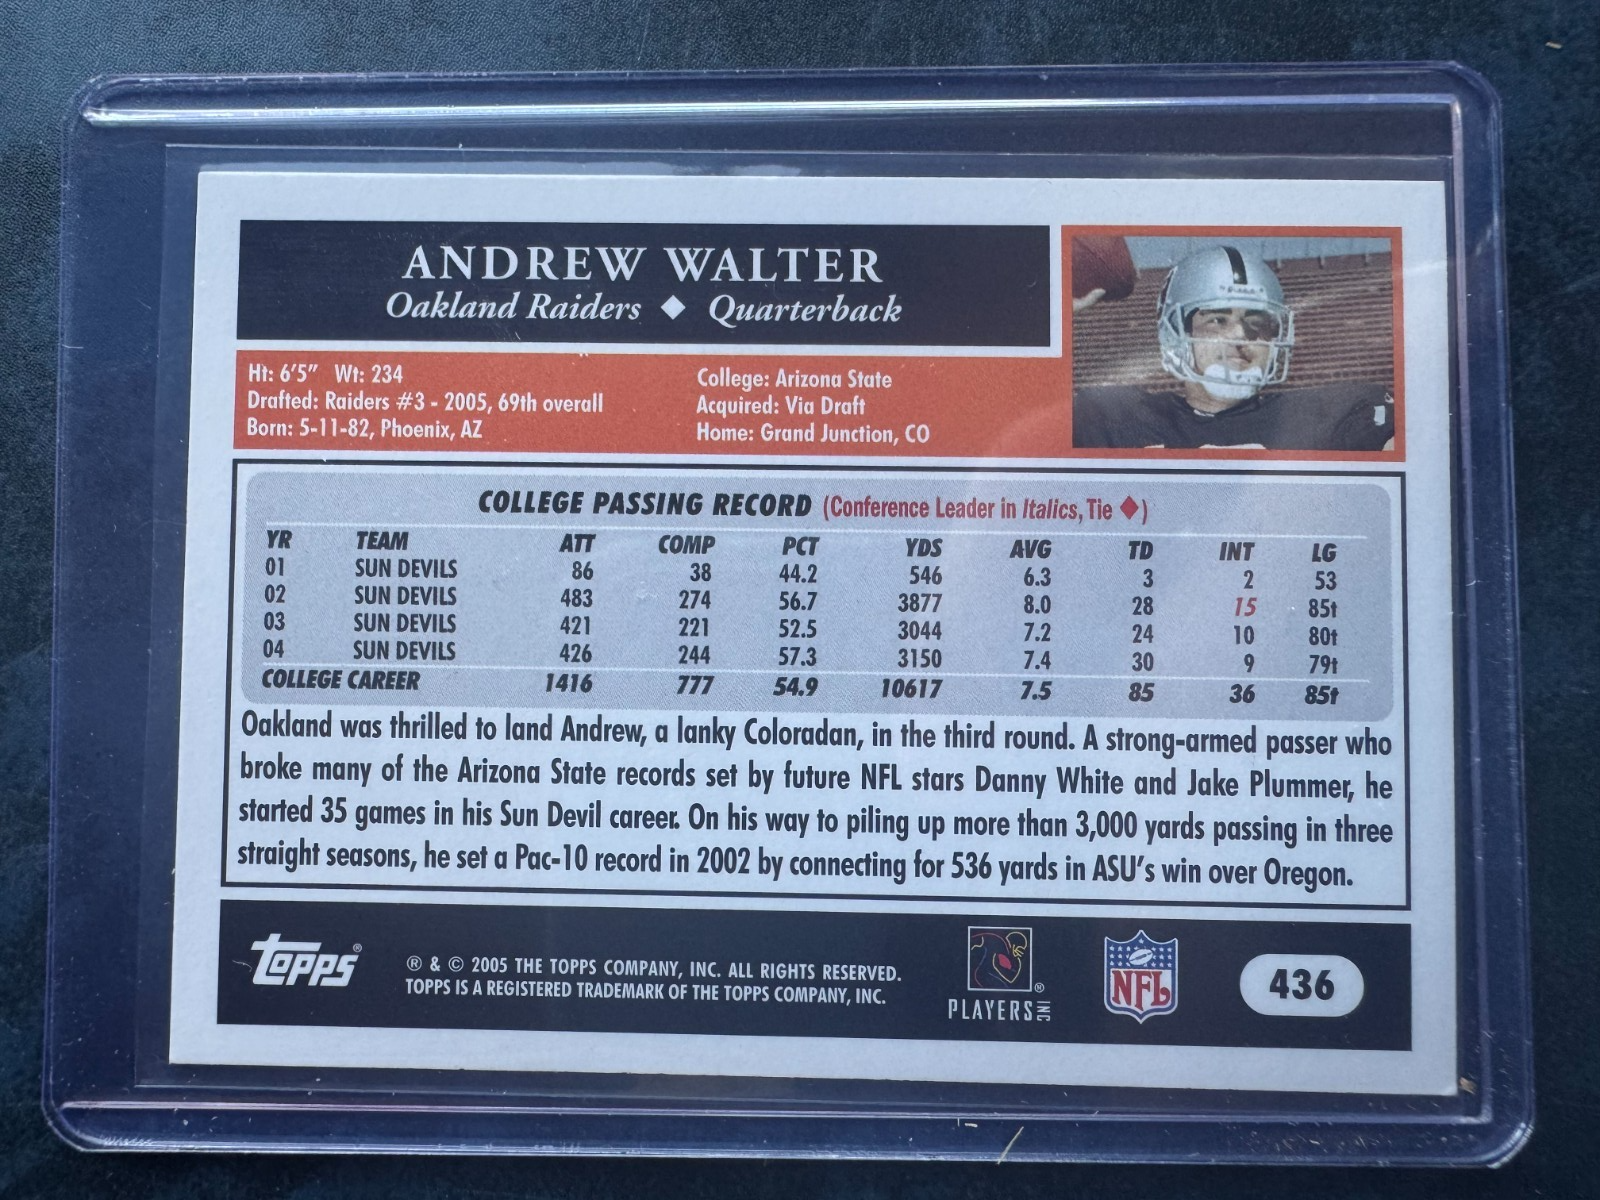 ANDREW WALTER
Oakland Raiders ◆ Quarterback
Ht: 6'5" Wt: 234
Drafted: Raiders #3 - 2005, 69th overall
Born: 5-11-82, Phoenix, AZ
College: Arizona State
Acquired: Via Draft
Home: Grand Junction, CO
COLLEGE PASSING RECORD (Conference Leader in Italics, Tie ◆)
YR TEAM ATT COMP PCT YDS AVG TD INT LG
01 SUN DEVILS 86 38 44.2 546 6.3 3 2 53
02 SUN DEVILS 483 274 56.7 3877 8.0 28 15 85t
03 SUN DEVILS 421 221 52.5 3044 7.2 24 10 80t
04 SUN DEVILS 426 244 57.3 3150 7.4 30 9 79t
COLLEGE CAREER 1416 777 54.9 10617 7.5 85 36 85t
Oakland was thrilled to land Andrew, a lanky Coloradan, in the third round. A strong-armed passer who
broke many of the Arizona State records set by future NFL stars Danny White and Jake Plummer, he
started 35 games in his Sun Devil career. On his way to piling up more than 3,000 yards passing in three
straight seasons, he set a Pac-10 record in 2002 by connecting for 536 yards in ASU's win over Oregon.
topps®
® & © 2005 THE TOPPS COMPANY, INC. ALL RIGHTS RESERVED.
TOPPS IS A REGISTERED TRADEMARK OF THE TOPPS COMPANY, INC.
®
PLAYERS INC
NFL
436